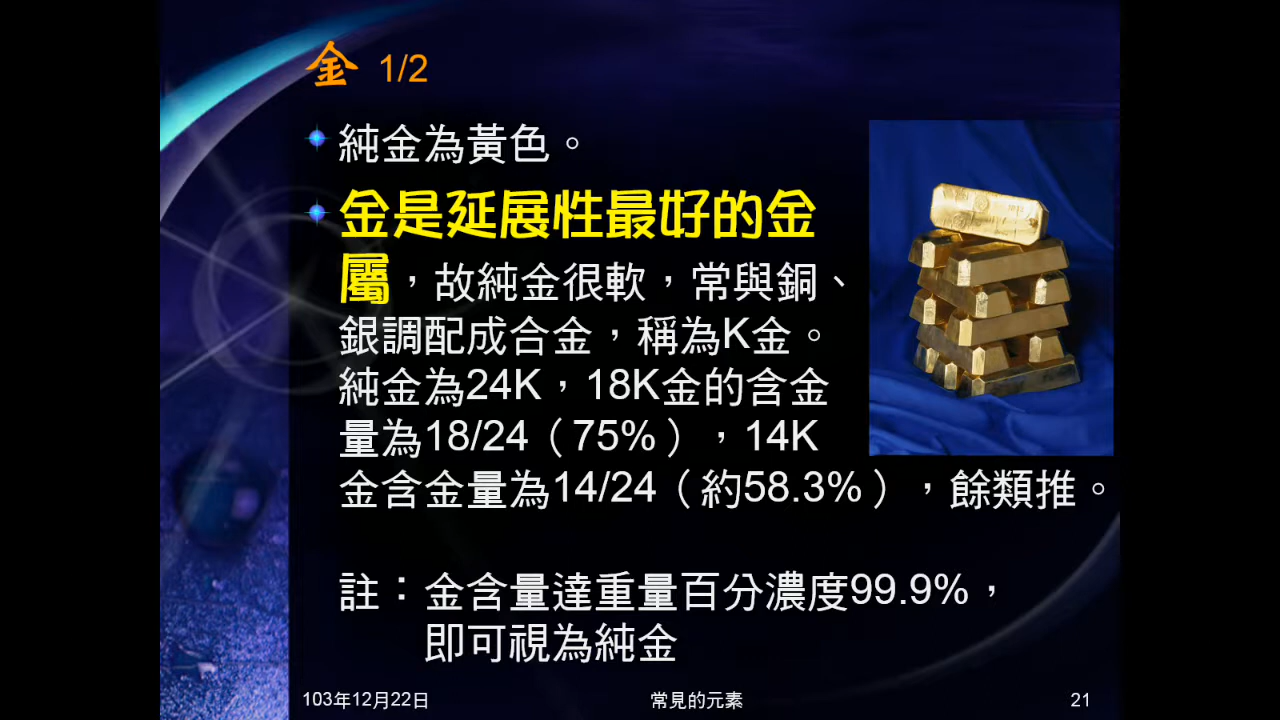 金 1/2
純金為黃色。
金是延展性最好的金
屬，故純金很軟，常與銅、
銀調配成合金，稱為K金。
純金為24K，18K金的含金
量為18/24（75%），14K
金含金量為14/24（約58.3%），餘類推。
註：金含量達重量百分濃度99.9%，
即可視為純金
103年12月22日
常見的元素
21